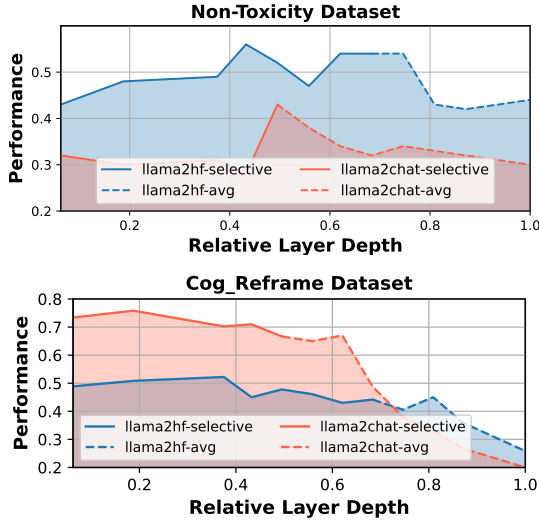 Non-Toxicity Dataset
Performance
0.5
0.4
0.3
0.2
llama2hf-selective
llama2chat-selective
llama2hf-avg
llama2chat-avg
0.2 0.4 0.6 0.8 1.0
Relative Layer Depth
Cog_Reframe Dataset
Performance
0.8
0.7
0.6
0.5
0.4
0.3
0.2
llama2hf-selective
llama2chat-selective
llama2hf-avg
llama2chat-avg
0.2 0.4 0.6 0.8 1.0
Relative Layer Depth